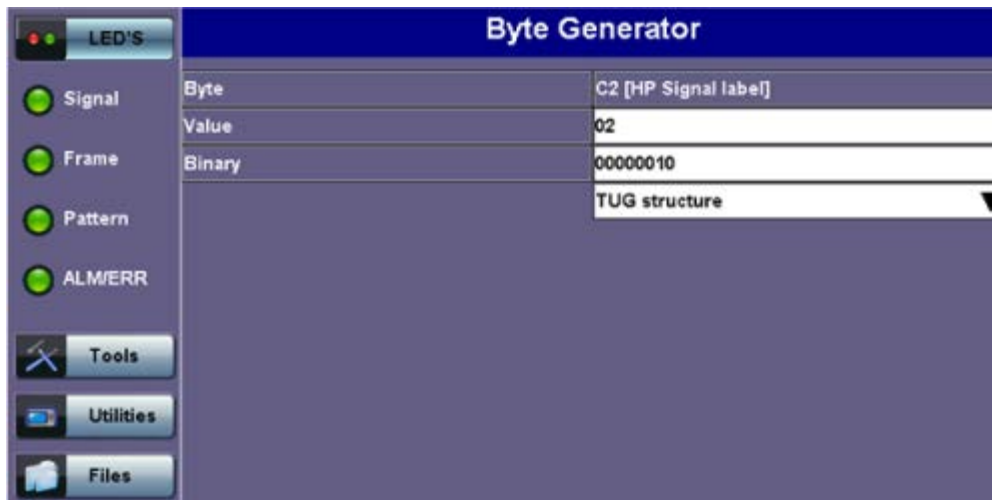 LED'S
Byte Generator
Signal
Byte
C2 [HP Signal label]
Value
02
Frame
Binary
00000010
TUG structure
Pattern
ALM/ERR
Tools
Utilities
Files